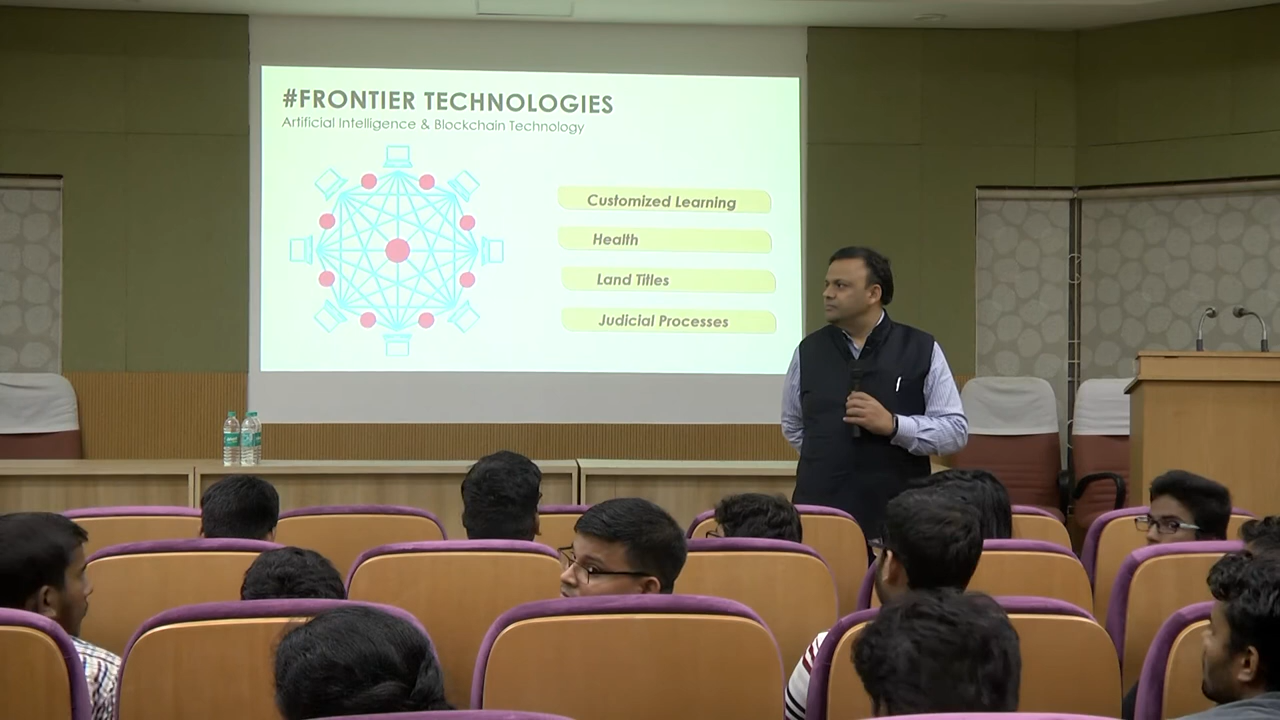 #FRONTIER TECHNOLOGIES
Artificial Intelligence & Blockchain Technology
Customized Learning
Health
Land Titles
Judicial Processes